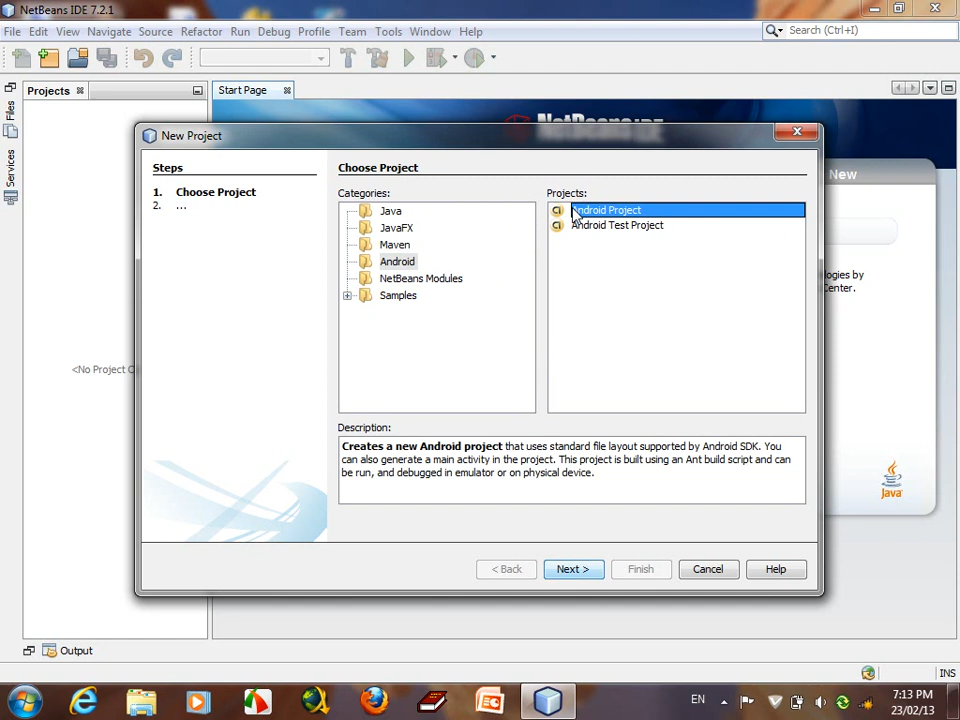 NetBeans IDE 7.2.1
File Edit View Navigate Source Refactor Run Debug Profile Team Tools Window Help
Search (Ctrl+I)
Projects
Start Page
Files
Services
NetBeans IDE
New Project
New
Steps
1. Choose Project
2. ...
Choose Project
Categories:
Java
JavaFX
Maven
Android
NetBeans Modules
Samples
Projects:
Android Project
Android Test Project
ogies by
Center.
<No Project O
Description:
Creates a new Android project that uses standard file layout supported by Android SDK. You
can also generate a main activity in the project. This project is built using an Ant build script and can
be run, and debugged in emulator or on physical device.
Java
< Back Next > Finish Cancel Help
Output
INS
EN
7:13 PM
23/02/13